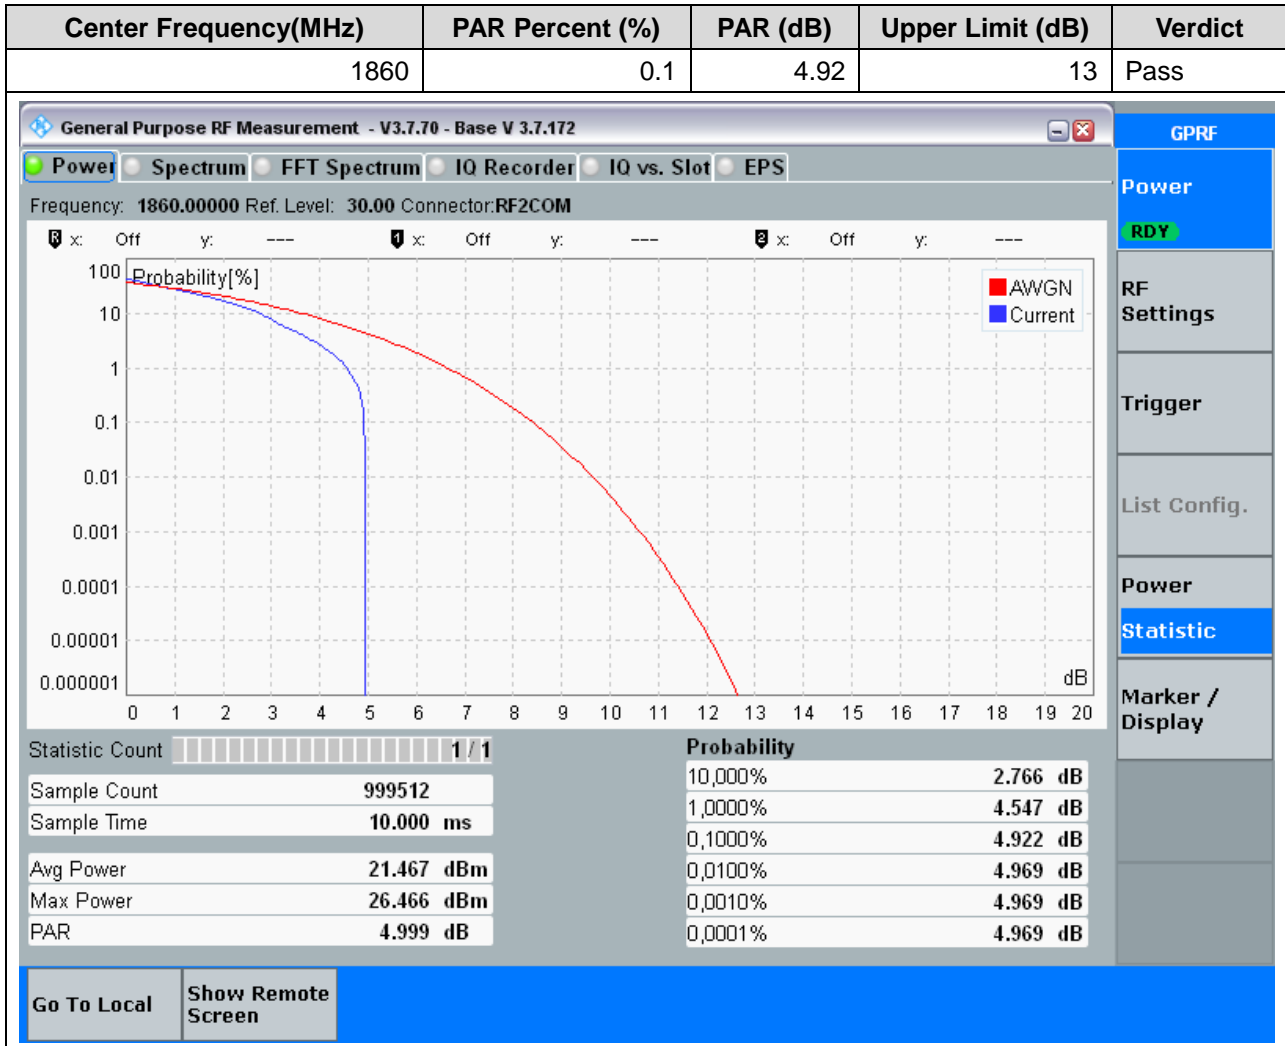 Center Frequency(MHz) PAR Percent (%) PAR (dB) Upper Limit (dB) Verdict
1860 0.1 4.92 13 Pass
General Purpose RF Measurement - V3.7.70 - Base V 3.7.172
GPRF
Power Spectrum FFT Spectrum IQ Recorder IQ vs. Slot EPS
Power
RDY
Frequency: 1860.00000 Ref. Level: 30.00 Connector:RF2COM
R x: Off y: --- 1 x: Off y: --- 2 x: Off y: ---
Probability[%]
AWGN
Current
100
10
1
0.1
0.01
0.001
0.0001
0.00001
0.000001
dB
0 1 2 3 4 5 6 7 8 9 10 11 12 13 14 15 16 17 18 19 20
RF
Settings
Trigger
List Config.
Power
Statistic
Marker /
Display
Statistic Count 1 / 1
Sample Count 999512
Sample Time 10.000 ms
Avg Power 21.467 dBm
Max Power 26.466 dBm
PAR 4.999 dB
Probability
10,000% 2.766 dB
1,0000% 4.547 dB
0,1000% 4.922 dB
0,0100% 4.969 dB
0,0010% 4.969 dB
0,0001% 4.969 dB
Go To Local
Show Remote
Screen